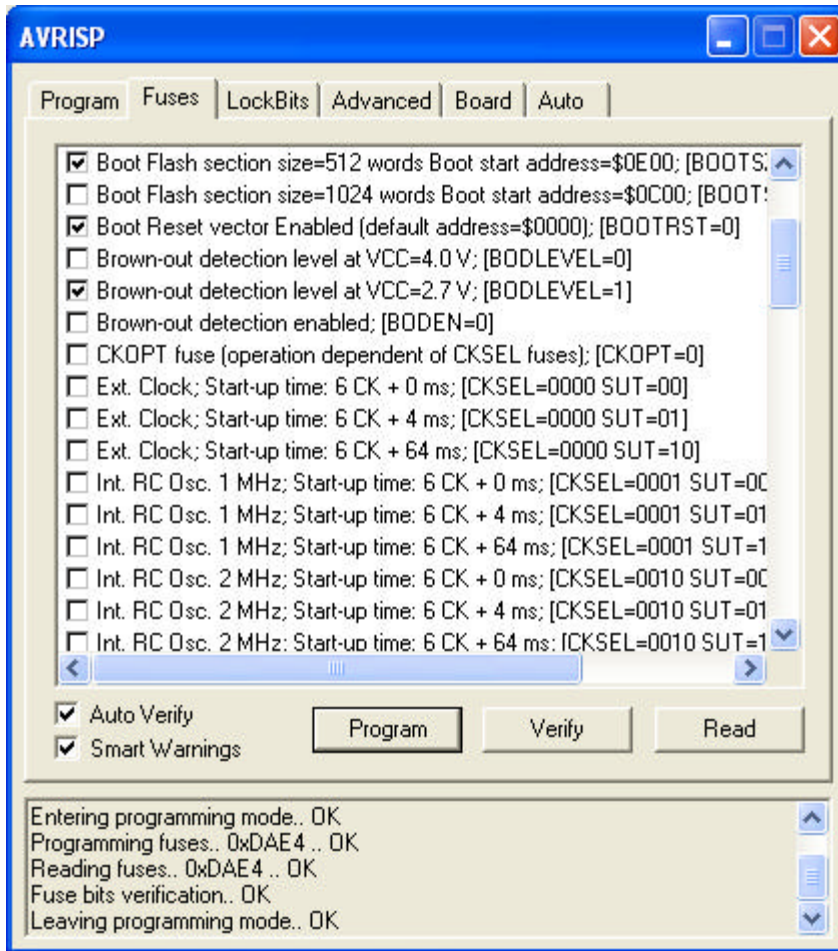 AVRISP
Program Fuses LockBits Advanced Board Auto
Boot Flash section size=512 words Boot start address=$0E00; [BOOTS
Boot Flash section size=1024 words Boot start address=$0C00; [BOOT
Boot Reset vector Enabled (default address=$0000); [BOOTRST=0]
Brown-out detection level at VCC=4.0 V; [BODLEVEL=0]
Brown-out detection level at VCC=2.7 V; [BODLEVEL=1]
Brown-out detection enabled; [BODEN=0]
CKOPT fuse (operation dependent of CKSEL fuses); [CKOPT=0]
Ext. Clock; Start-up time: 6 CK + 0 ms; [CKSEL=0000 SUT=00]
Ext. Clock; Start-up time: 6 CK + 4 ms; [CKSEL=0000 SUT=01]
Ext. Clock; Start-up time: 6 CK + 64 ms; [CKSEL=0000 SUT=10]
Int. RC Osc. 1 MHz; Start-up time: 6 CK + 0 ms; [CKSEL=0001 SUT=00
Int. RC Osc. 1 MHz; Start-up time: 6 CK + 4 ms; [CKSEL=0001 SUT=01
Int. RC Osc. 1 MHz; Start-up time: 6 CK + 64 ms; [CKSEL=0001 SUT=1
Int. RC Osc. 2 MHz; Start-up time: 6 CK + 0 ms; [CKSEL=0010 SUT=00
Int. RC Osc. 2 MHz; Start-up time: 6 CK + 4 ms; [CKSEL=0010 SUT=01
Int. RC Osc. 2 MHz; Start-up time: 6 CK + 64 ms; [CKSEL=0010 SUT=1
Auto Verify
Smart Warnings
Program Verify Read
Entering programming mode.. OK
Programming fuses.. 0xDAE4 .. OK
Reading fuses.. 0xDAE4 .. OK
Fuse bits verification.. OK
Leaving programming mode.. OK